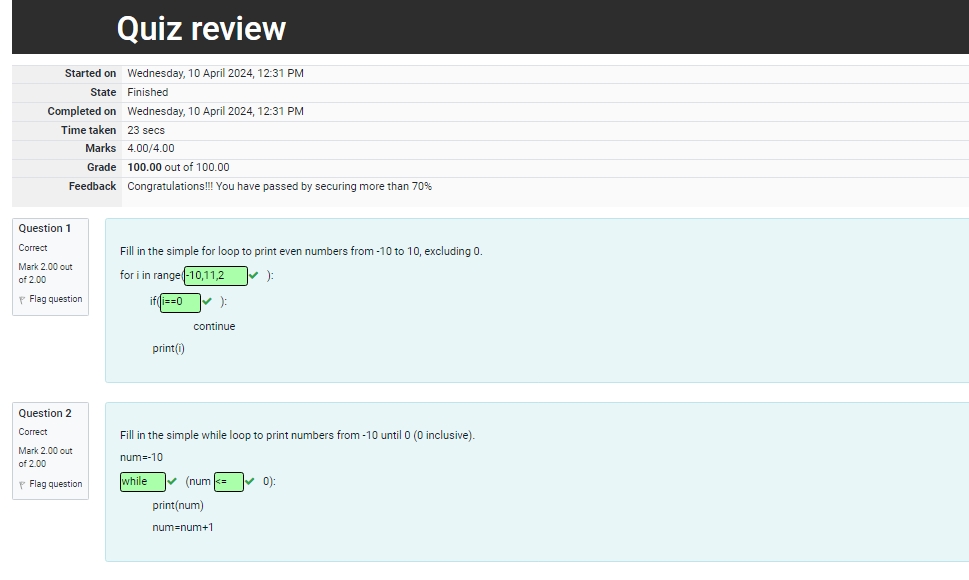 Quiz review
Started on Wednesday, 10 April 2024, 12:31 PM
State Finished
Completed on Wednesday, 10 April 2024, 12:31 PM
Time taken 23 secs
Marks 4.00/4.00
Grade 100.00 out of 100.00
Feedback Congratulations!!! You have passed by securing more than 70%
Question 1
Correct
Mark 2.00 out
of 2.00
Flag question
Fill in the simple for loop to print even numbers from -10 to 10, excluding 0.
for i in range(-10,11,2 ):
if(i==0 ):
continue
print(i)
Question 2
Correct
Mark 2.00 out
of 2.00
Flag question
Fill in the simple while loop to print numbers from -10 until 0 (0 inclusive).
num=-10
while (num <= 0):
print(num)
num=num+1